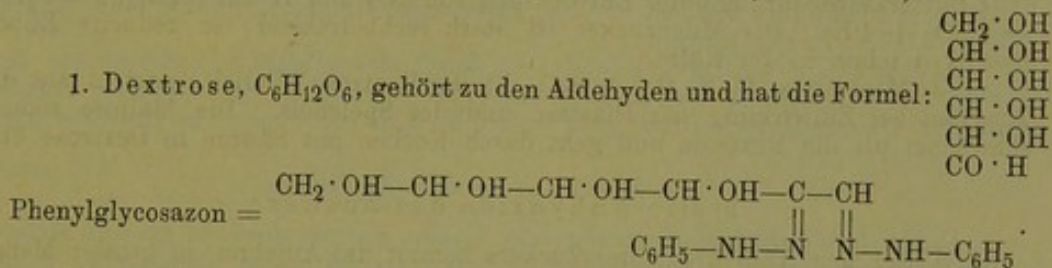 CH₂ · OH
CH · OH
CH · OH
1. Dextrose, C₆H₁₂O₆, gehört zu den Aldehyden und hat die Formel:
CH · OH
CH · OH
CO · H
CH₂ · OH—CH · OH—CH · OH—CH · OH—C—CH
Phenylglycosazon =
|| ||
C₆H₅—NH—N N—NH—C₆H₅.